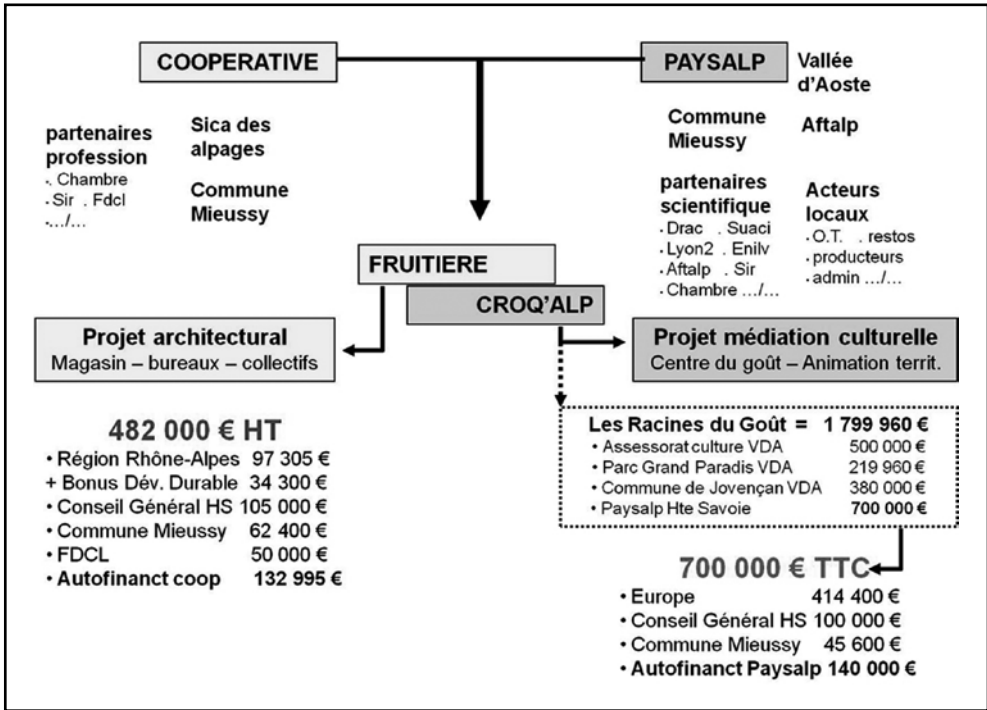 COOPERATIVE
PAYSALP
Vallée
d'Aoste
partenaires
profession
. Chambre
. Sir . Fdcl
. .../...
Sica des
alpages
Commune
Mieussy
Commune
Mieussy
Aftalp
partenaires
scientifique
. Drac . Suaci
. Lyon2 . Enilv
. Aftalp . Sir
. Chambre .../...
Acteurs
locaux
. O.T. . restos
. producteurs
. admin .../...
FRUITIERE
CROQ'ALP
Projet architectural
Magasin – bureaux – collectifs
Projet médiation culturelle
Centre du goût – Animation territ.
482 000 € HT
• Région Rhône-Alpes 97 305 €
+ Bonus Dév. Durable 34 300 €
• Conseil Général HS 105 000 €
• Commune Mieussy 62 400 €
• FDCL 50 000 €
• Autofinanct coop 132 995 €
Les Racines du Goût = 1 799 960 €
• Assessorat culture VDA 500 000 €
• Parc Grand Paradis VDA 219 960 €
• Commune de Jovençan VDA 380 000 €
• Paysalp Hte Savoie 700 000 €
700 000 € TTC
• Europe 414 400 €
• Conseil Général HS 100 000 €
• Commune Mieussy 45 600 €
• Autofinanct Paysalp 140 000 €